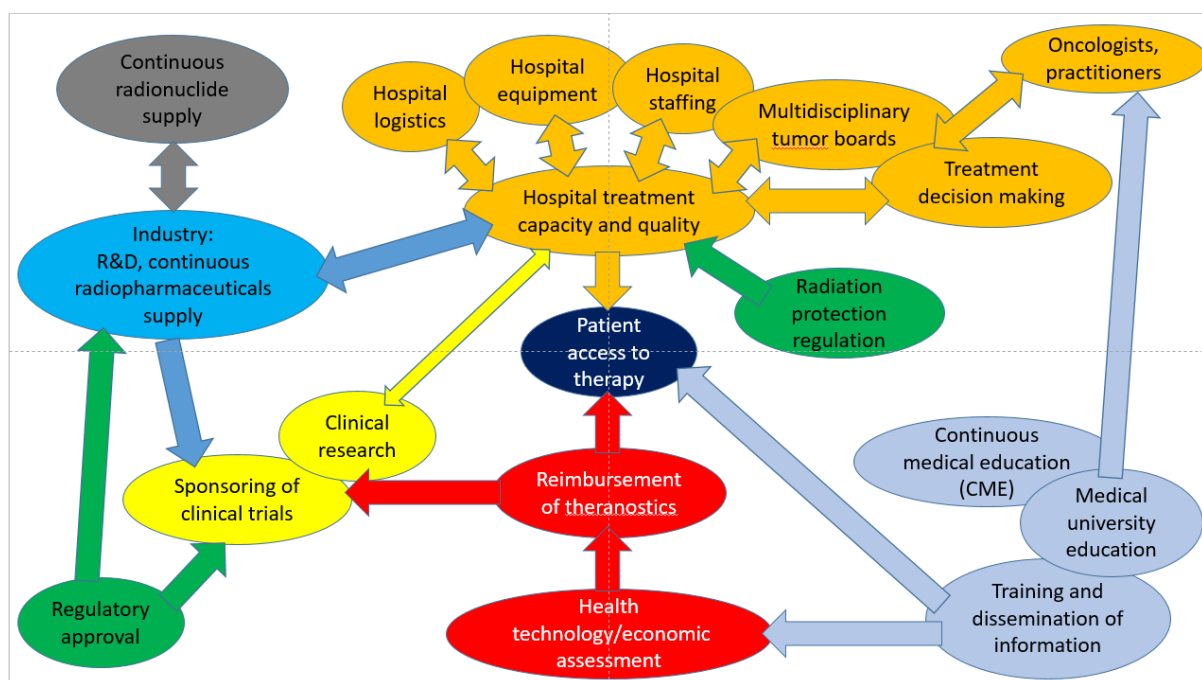 Continuous
radionuclide
supply
Hospital
logistics
Hospital
equipment
Hospital
staffing
Multidisciplinary
tumor boards
Oncologists,
practitioners
Treatment
decision making
Hospital treatment
capacity and quality
Industry:
R&D, continuous
radiopharmaceuticals
supply
Radiation
protection
regulation
Patient
access to
therapy
Clinical
research
Sponsoring of
clinical trials
Reimbursement
of theranostics
Continuous
medical education
(CME)
Medical
university
education
Regulatory
approval
Health
technology/economic
assessment
Training and
dissemination of
information